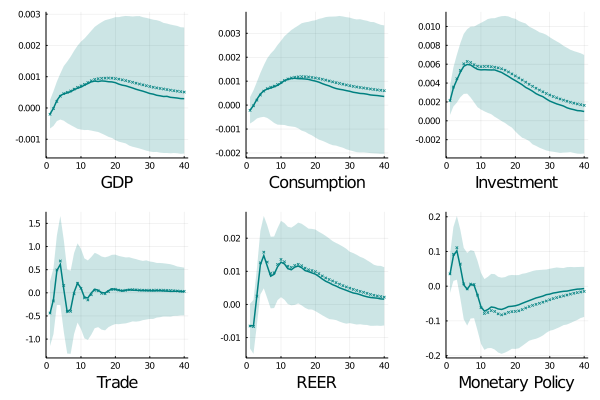 0.003
0.002
0.001
0.000
-0.001
0 10 20 30 40
GDP
0.003
0.002
0.001
0.000
-0.001
-0.002
0 10 20 30 40
Consumption
0.010
0.008
0.006
0.004
0.002
0.000
-0.002
0 10 20 30 40
Investment
1.5
1.0
0.5
0.0
-0.5
-1.0
0 10 20 30 40
Trade
0.02
0.01
0.00
-0.01
0 10 20 30 40
REER
0.2
0.1
0.0
-0.1
-0.2
0 10 20 30 40
Monetary Policy